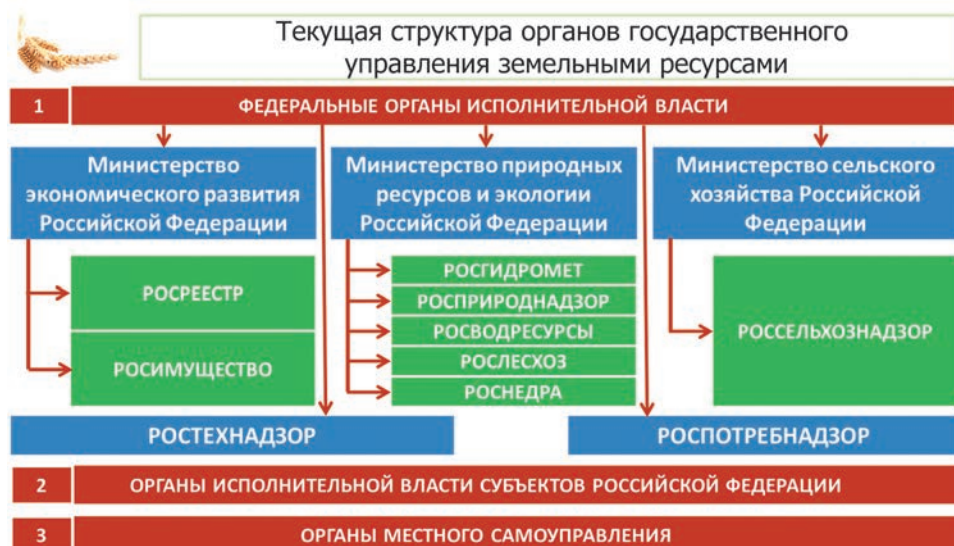 Текущая структура органов государственного
управления земельными ресурсами
1 ФЕДЕРАЛЬНЫЕ ОРГАНЫ ИСПОЛНИТЕЛЬНОЙ ВЛАСТИ
Министерство
экономического развития
Российской Федерации
Министерство природных
ресурсов и экологии
Российской Федерации
Министерство сельского
хозяйства Российской
Федерации
РОСРЕЕСТР
РОСИМУЩЕСТВО
РОСГИДРОМЕТ
РОСПРИРОДНАДЗОР
РОСВОДРЕСУРСЫ
РОСЛЕСХОЗ
РОСНЕДРА
РОССЕЛЬХОЗНАДЗОР
РОСТЕХНАДЗОР
РОСПОТРЕБНАДЗОР
2 ОРГАНЫ ИСПОЛНИТЕЛЬНОЙ ВЛАСТИ СУБЪЕКТОВ РОССИЙСКОЙ ФЕДЕРАЦИИ
3 ОРГАНЫ МЕСТНОГО САМОУПРАВЛЕНИЯ